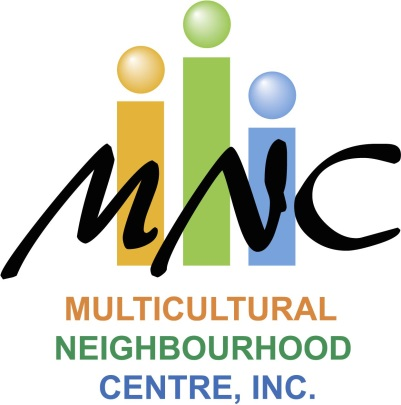 MNC
MULTICULTURAL
NEIGHBOURHOOD
CENTRE, INC.